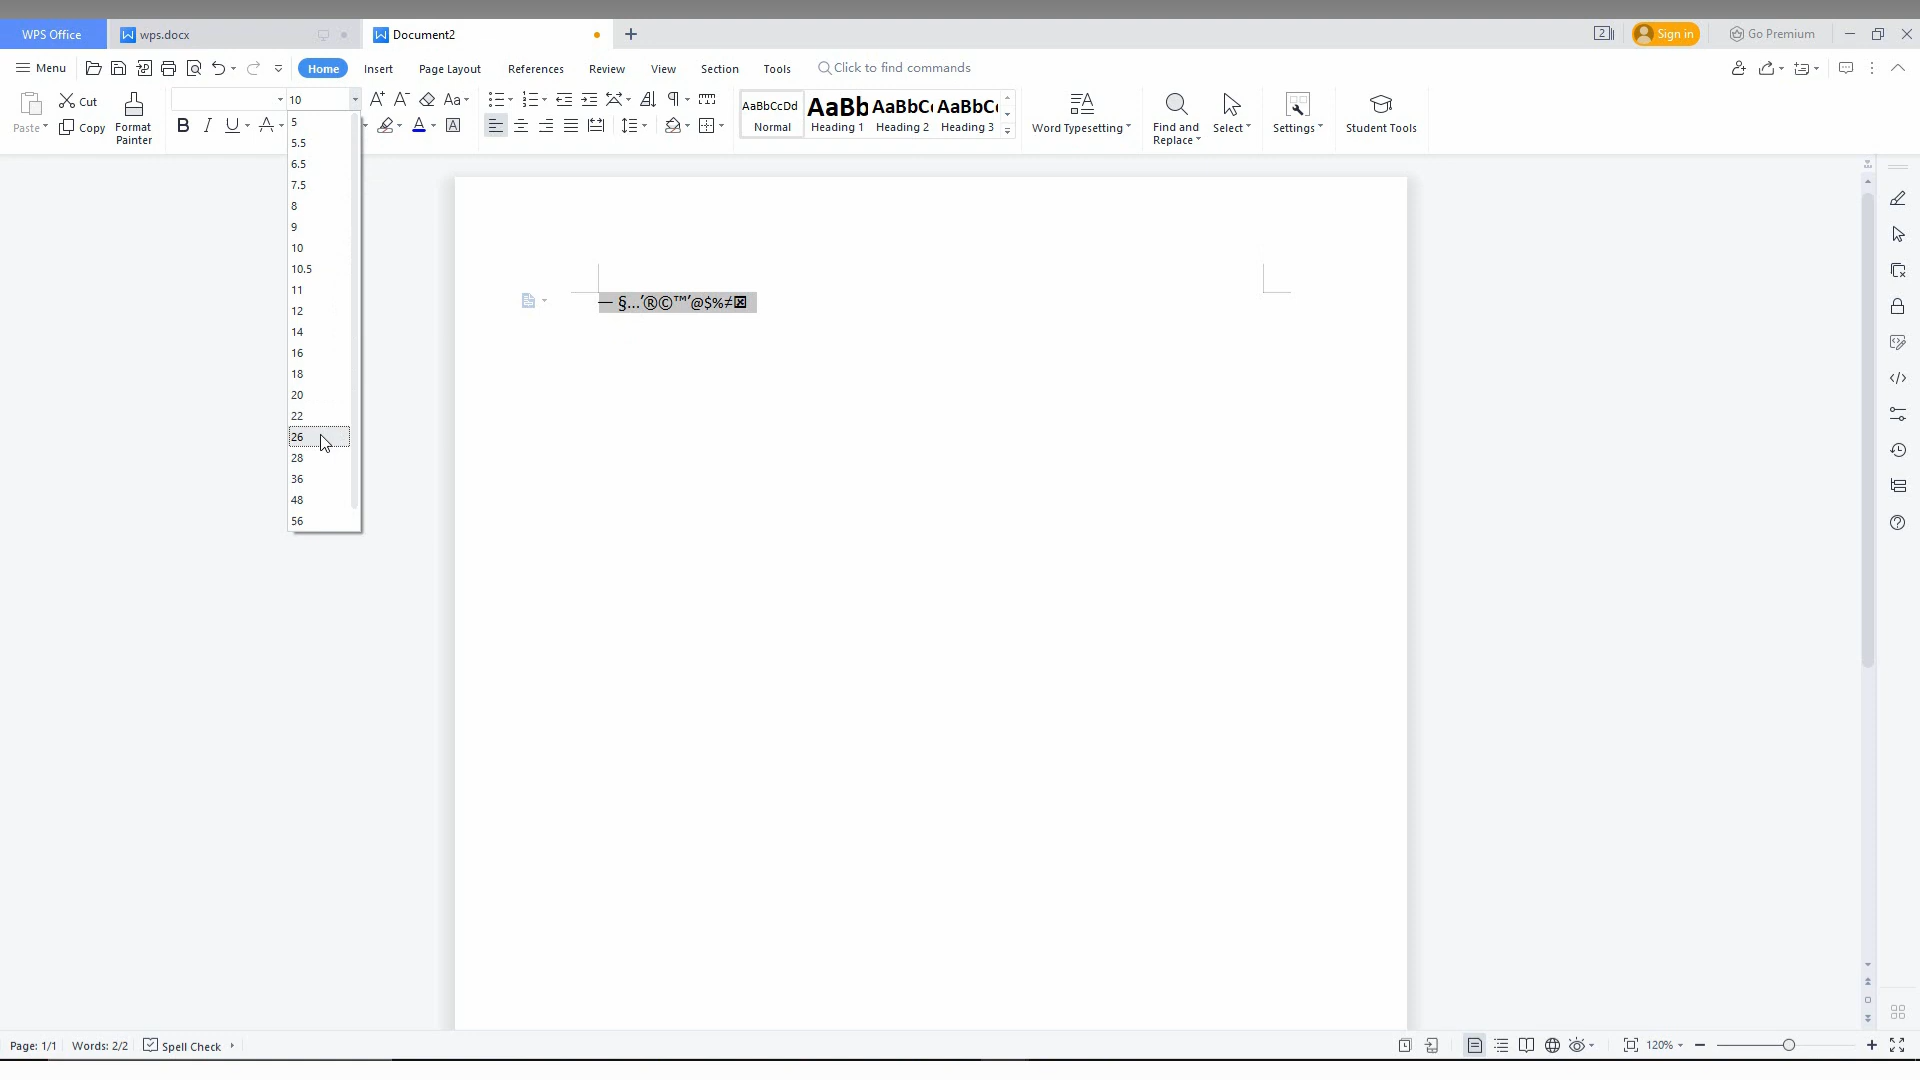 WPS Office
wps.docx
Document2
2
Sign in
Go Premium
Menu
Home
Insert
Page Layout
References
Review
View
Section
Tools
Click to find commands
Paste
Cut
Copy
Format
Painter
10
Aa
B I U A A A
AaBbCcDd
Normal
AaBb
Heading 1
AaBbC
Heading 2
AaBbC
Heading 3
Word Typesetting
Find and
Replace
Select
Settings
Student Tools
5
5.5
6.5
7.5
8
9
10
10.5
11
12
14
16
18
20
22
26
28
36
48
56
— §…’®©™’@$%≠☒
Page: 1/1
Words: 2/2
Spell Check
120%